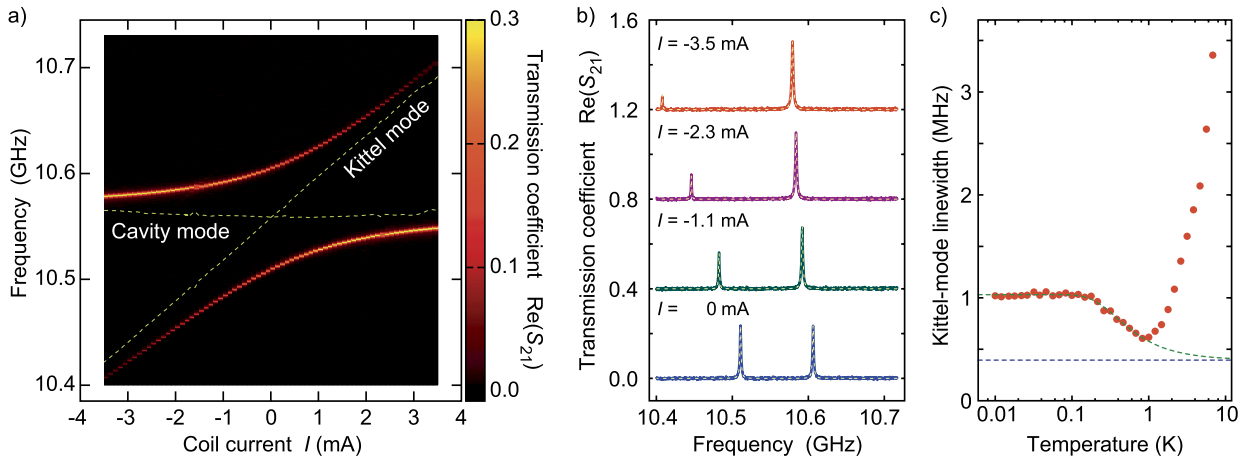 a)
Frequency (GHz)
10.7
10.6
10.5
10.4
-4 -3 -2 -1 0 1 2 3 4
Coil current I (mA)
Kittel mode
Cavity mode
0.3
0.2
0.1
0.0
Transmission coefficient Re(S21)
b)
Transmission coefficient Re(S21)
1.6
1.2
0.8
0.4
0.0
I = -3.5 mA
I = -2.3 mA
I = -1.1 mA
I = 0 mA
10.4 10.5 10.6 10.7
Frequency (GHz)
c)
Kittel-mode linewidth (MHz)
3
2
1
0
0.01 0.1 1
Temperature (K)